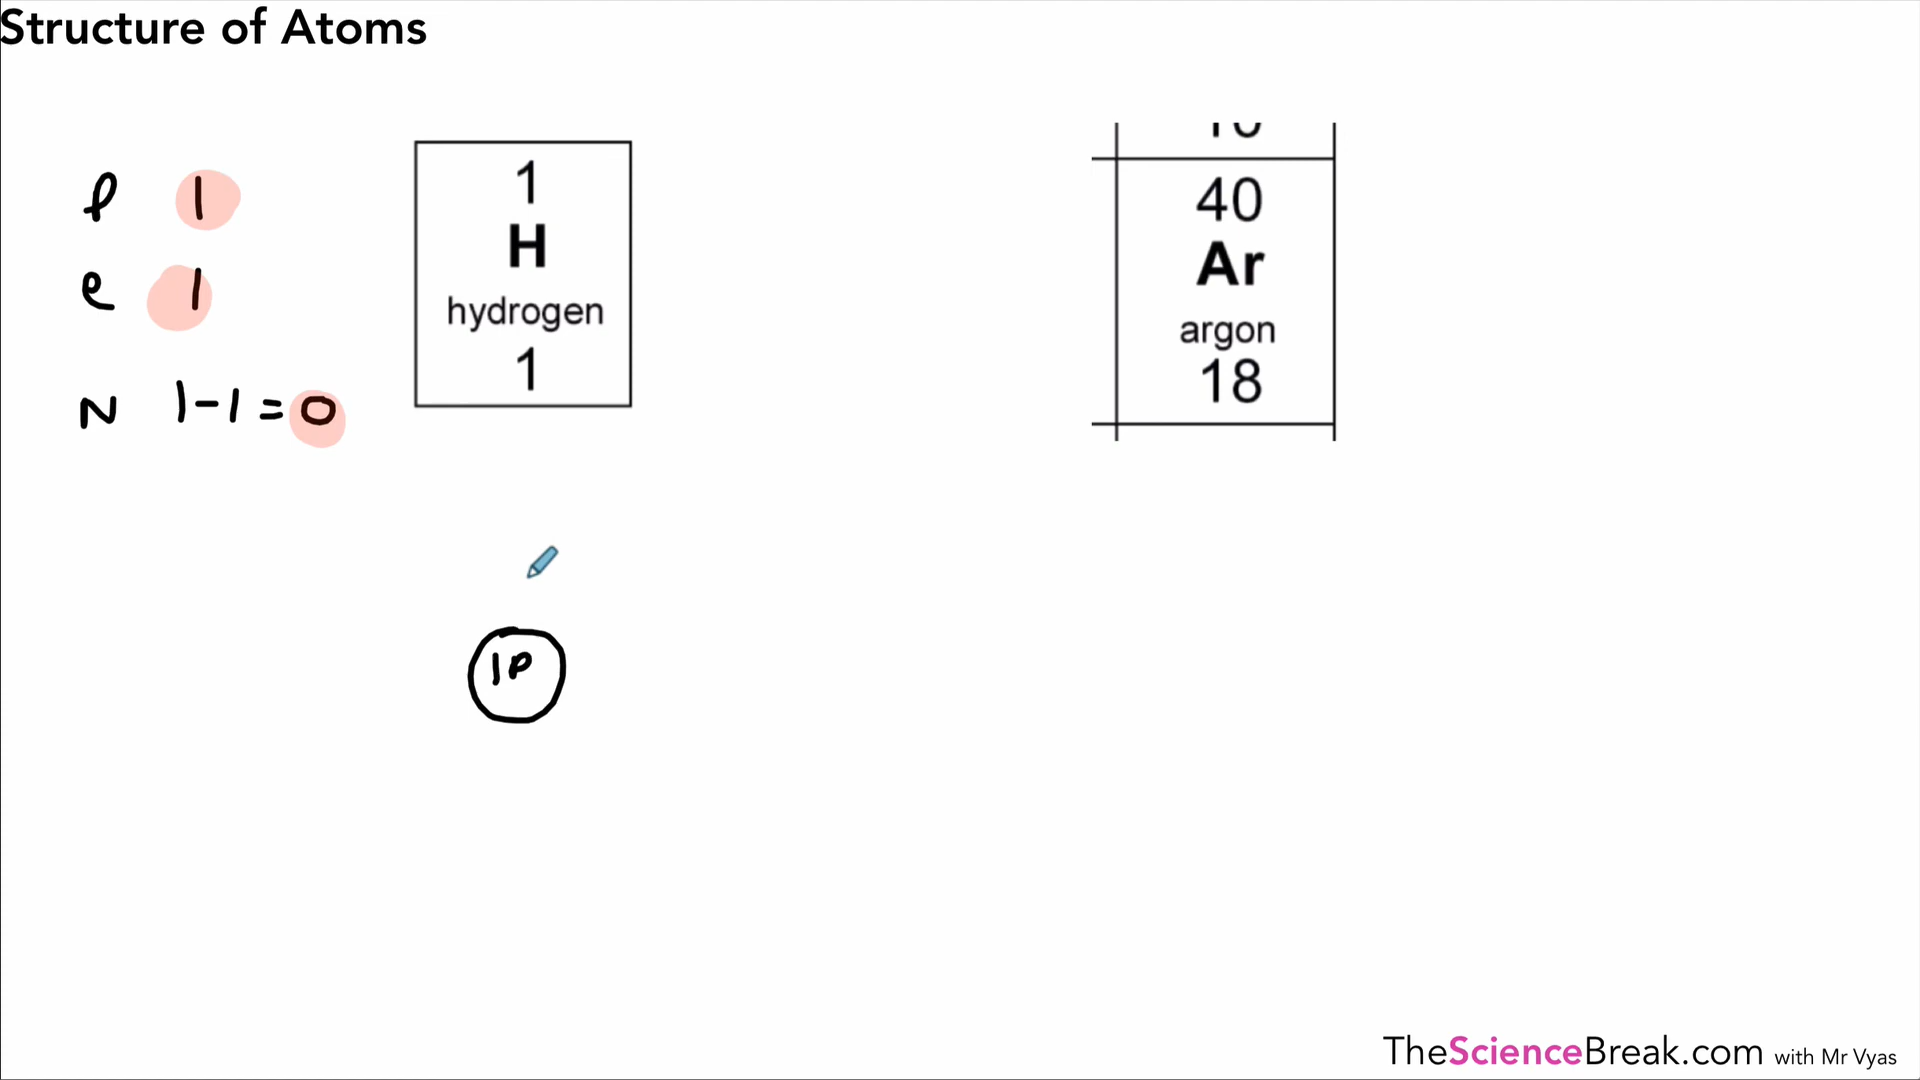 Structure of Atoms
P 1
e 1
N 1-1=0
1
H
hydrogen
1
40
Ar
argon
18
1P
TheScienceBreak.com with Mr Vyas